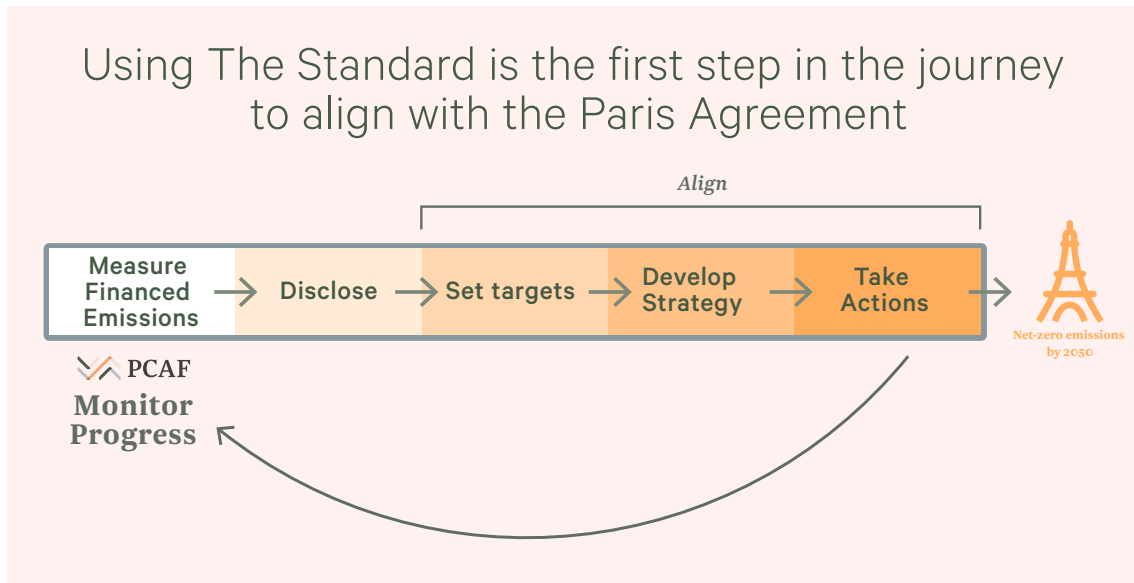 Using The Standard is the first step in the journey
to align with the Paris Agreement
Align
Measure
Financed
Emissions
Disclose
Set targets
Develop
Strategy
Take
Actions
Net-zero emissions
by 2050
PCAF
Monitor
Progress